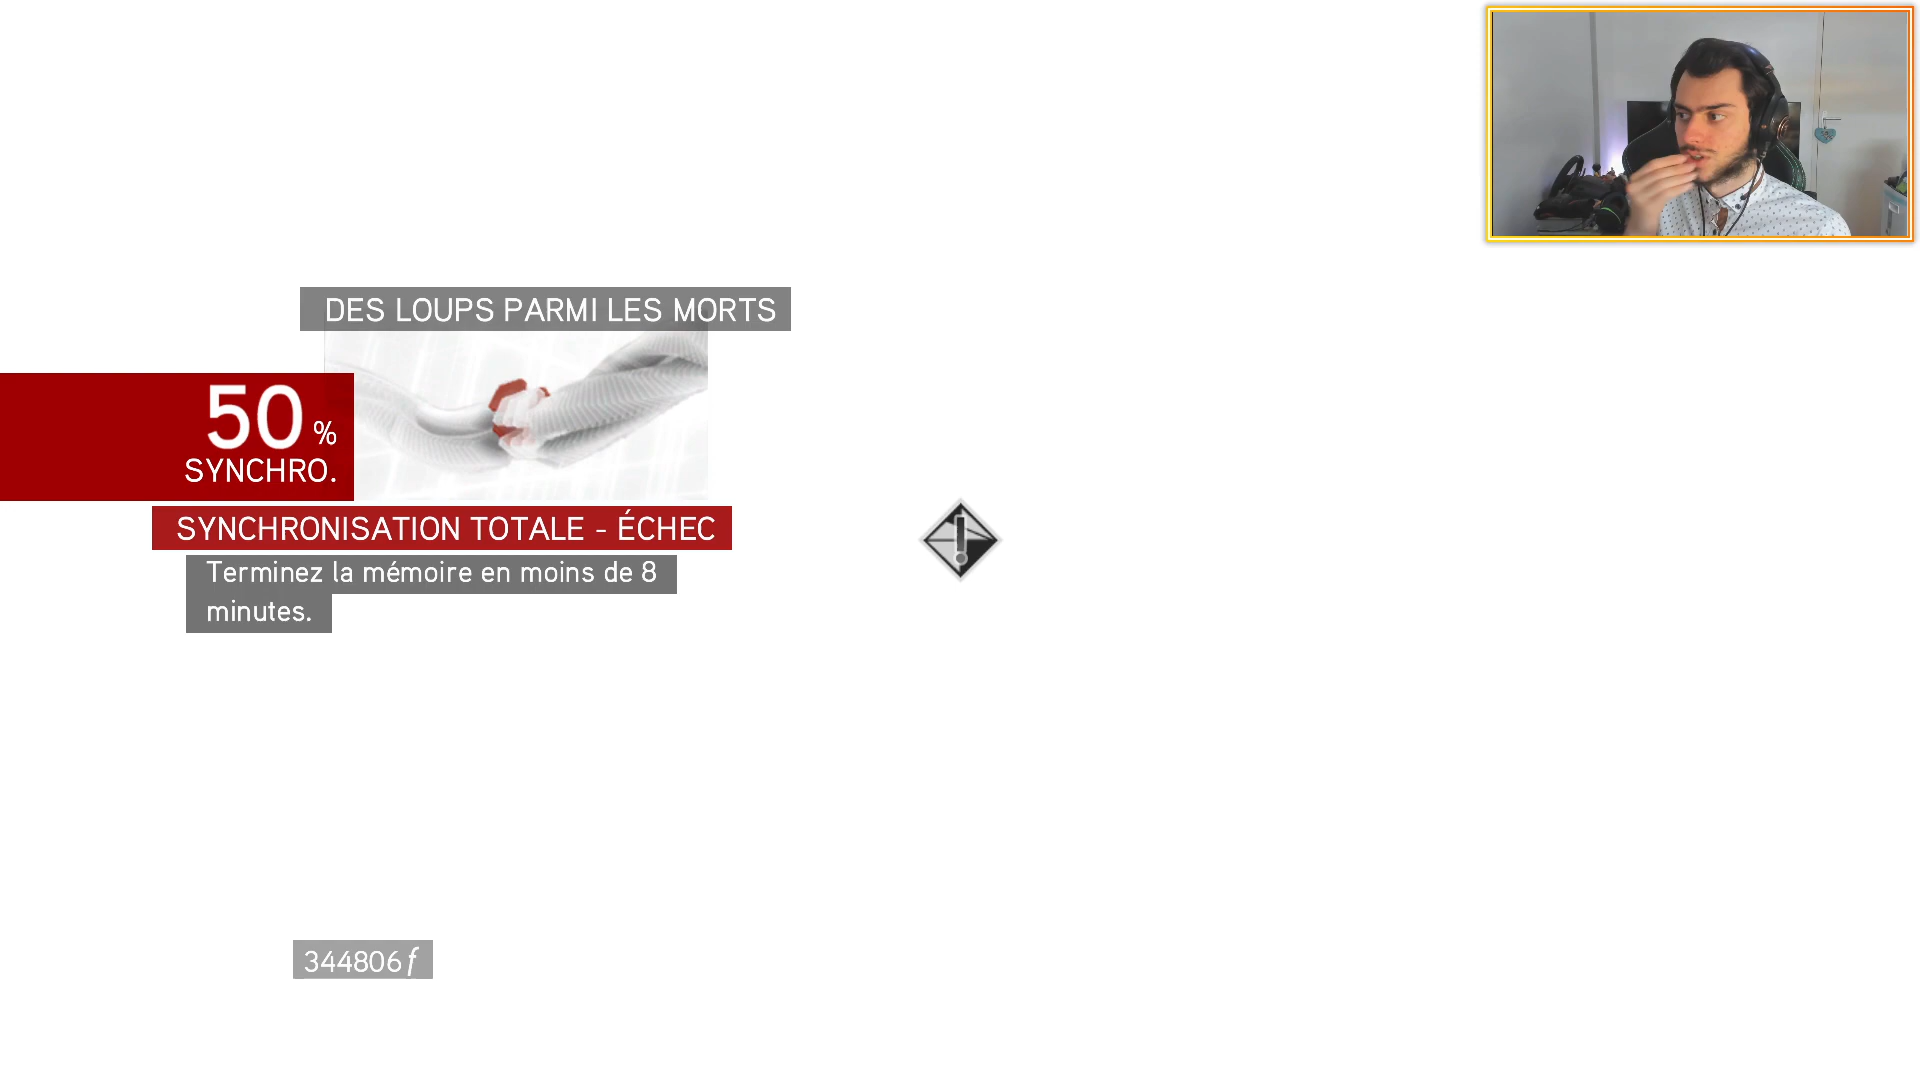 DES LOUPS PARMI LES MORTS
50 %
SYNCHRO.
SYNCHRONISATION TOTALE - ÉCHEC
Terminez la mémoire en moins de 8
minutes.
344806 ƒ